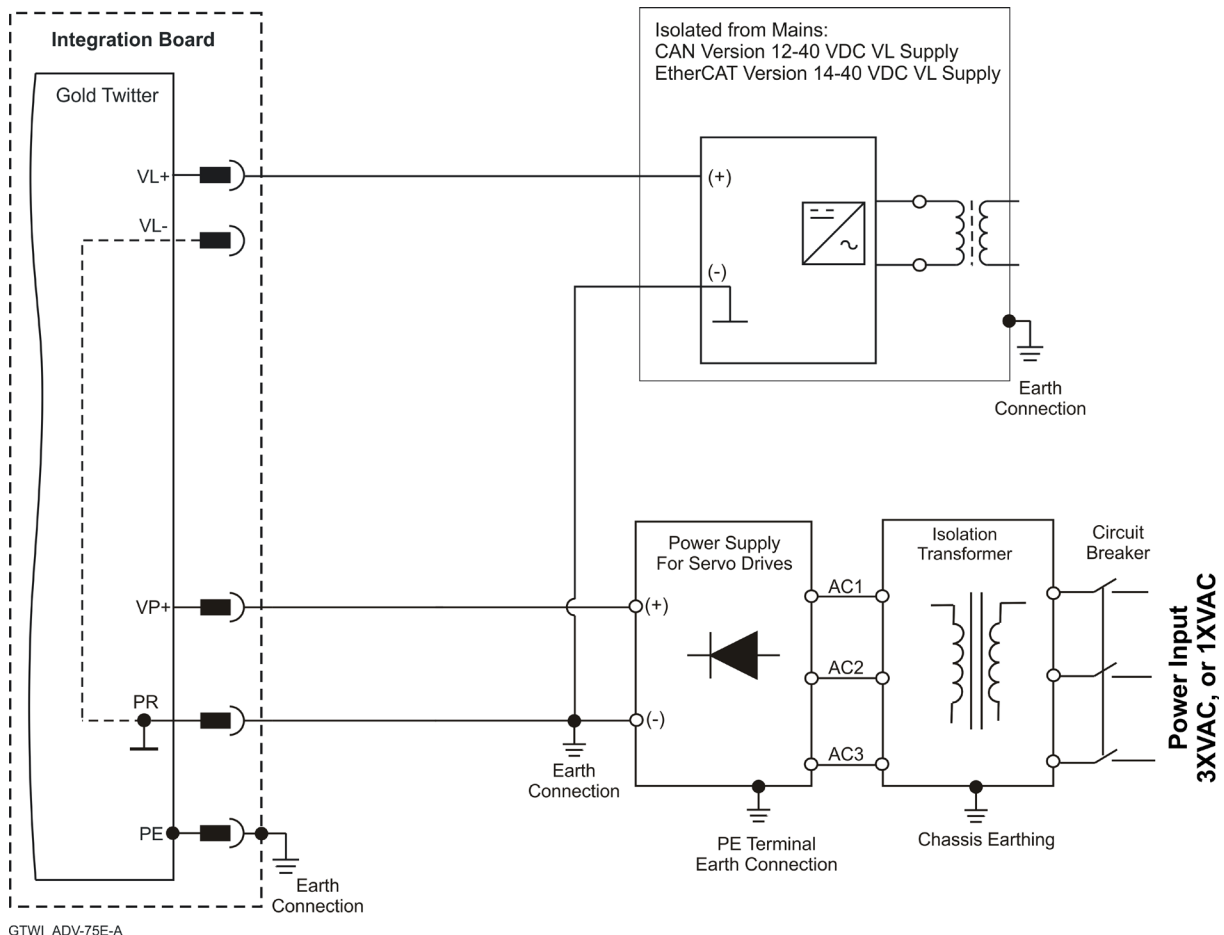 Integration Board
Gold Twitter
VL+
VL-
VP+
PR
PE
Earth
Connection
Isolated from Mains:
CAN Version 12-40 VDC VL Supply
EtherCAT Version 14-40 VDC VL Supply
(+)
(-)
Earth
Connection
Power Supply
For Servo Drives
(+)
(-)
Earth
Connection
PE Terminal
Earth Connection
AC1
AC2
AC3
Isolation
Transformer
Chassis Earthing
Circuit
Breaker
Power Input
3XVAC, or 1XVAC
GTWI_ADV-75E-A